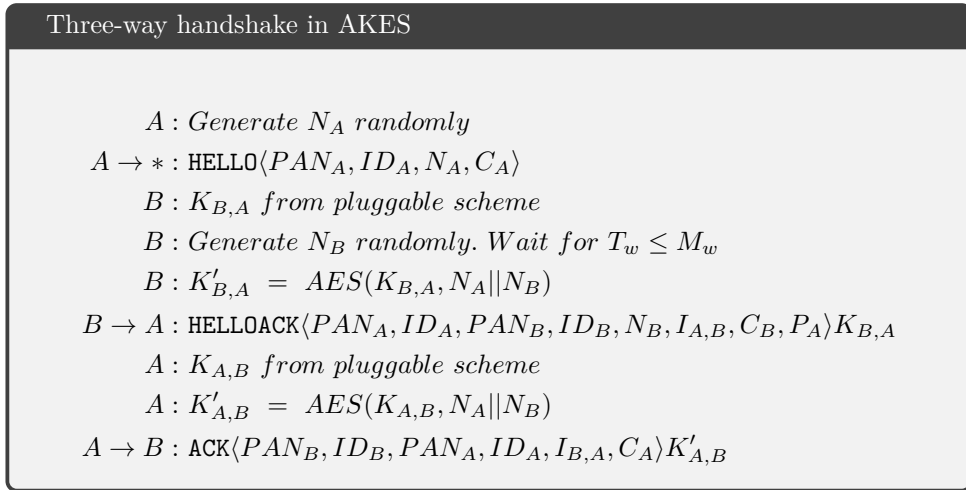 Three-way handshake in AKES
A : Generate N_A randomly
A → * : HELLO⟨PAN_A, ID_A, N_A, C_A⟩
B : K_{B,A} from pluggable scheme
B : Generate N_B randomly. Wait for T_w ≤ M_w
B : K′_{B,A} = AES(K_{B,A}, N_A||N_B)
B → A : HELLOACK⟨PAN_A, ID_A, PAN_B, ID_B, N_B, I_{A,B}, C_B, P_A⟩K_{B,A}
A : K_{A,B} from pluggable scheme
A : K′_{A,B} = AES(K_{A,B}, N_A||N_B)
A → B : ACK⟨PAN_B, ID_B, PAN_A, ID_A, I_{B,A}, C_A⟩K′_{A,B}